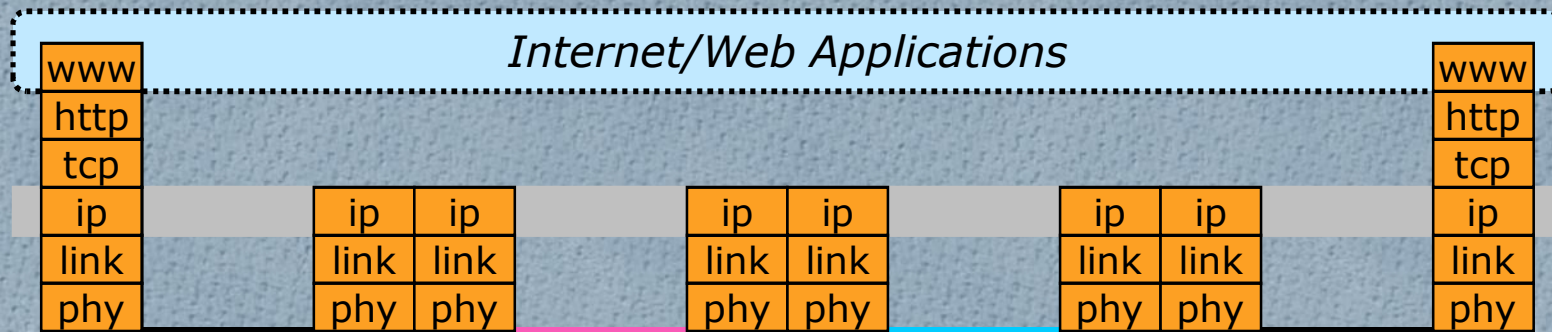 Internet/Web Applications
www www
http http
tcp tcp
ip ip ip ip ip ip ip ip
link link link link link link link link
phy phy phy phy phy phy phy phy